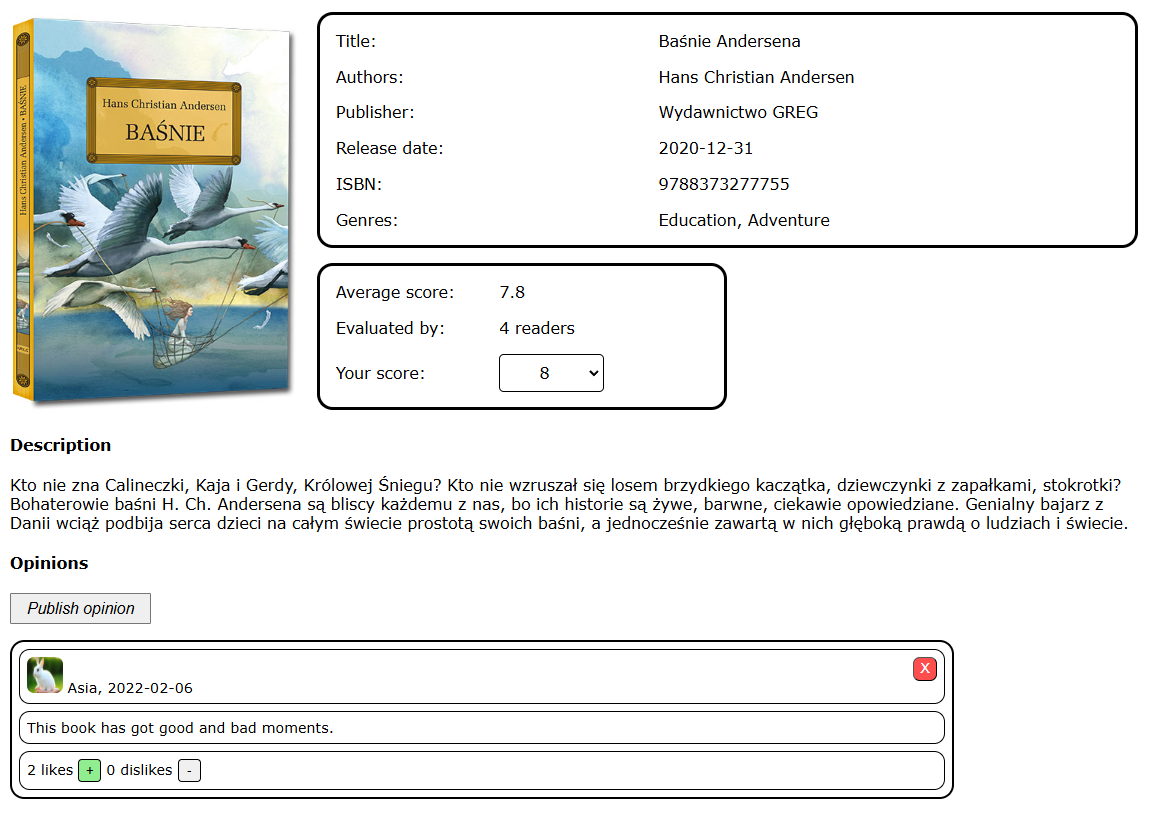 Hans Christian Andersen • BAŚNIE
GREG
Hans Christian Andersen
BAŚNIE
Title: Baśnie Andersena
Authors: Hans Christian Andersen
Publisher: Wydawnictwo GREG
Release date: 2020-12-31
ISBN: 9788373277755
Genres: Education, Adventure
Average score: 7.8
Evaluated by: 4 readers
Your score: 8
Description
Kto nie zna Calineczki, Kaja i Gerdy, Królowej Śniegu? Kto nie wzruszał się losem brzydkiego kaczątka, dziewczynki z zapałkami, stokrotki?
Bohaterowie baśni H. Ch. Andersena są bliscy każdemu z nas, bo ich historie są żywe, barwne, ciekawie opowiedziane. Genialny bajarz z
Danii wciąż podbija serca dzieci na całym świecie prostotą swoich baśni, a jednocześnie zawartą w nich głęboką prawdą o ludziach i świecie.
Opinions
Publish opinion
Asia, 2022-02-06
X
This book has got good and bad moments.
2 likes + 0 dislikes -